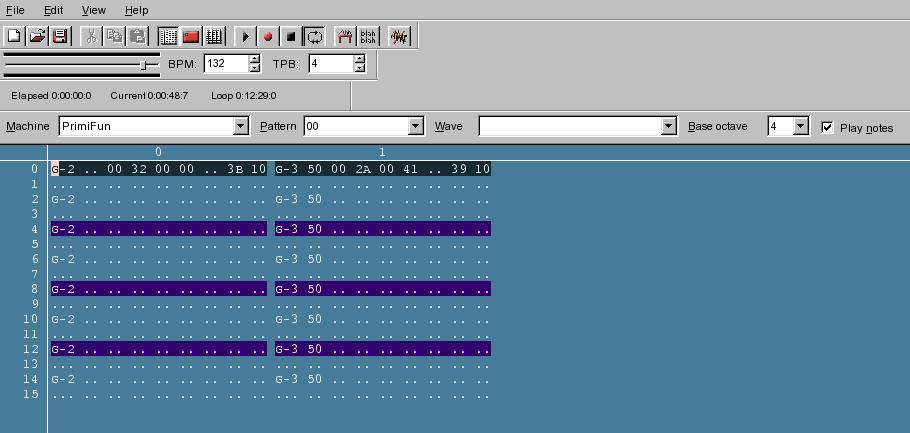 File Edit View Help
blah blah
BPM: 132 TPB: 4
Elapsed 0:00:00:0 Current 0:00:48:7 Loop 0:12:29:0
Machine PrimiFun Pattern 00 Wave Base octave 4 Play notes
0 1
0 G-2 .. 00 32 00 00 .. 3B 10 G-3 50 00 2A 00 41 .. 39 10
1 ... .. .. .. .. .. .. .. .. ... .. .. .. .. .. .. .. ..
2 G-2 .. .. .. .. .. .. .. .. G-3 50 .. .. .. .. .. .. ..
3 ... .. .. .. .. .. .. .. .. ... .. .. .. .. .. .. .. ..
4 G-2 .. .. .. .. .. .. .. .. G-3 50 .. .. .. .. .. .. ..
5 ... .. .. .. .. .. .. .. .. ... .. .. .. .. .. .. .. ..
6 G-2 .. .. .. .. .. .. .. .. G-3 50 .. .. .. .. .. .. ..
7 ... .. .. .. .. .. .. .. .. ... .. .. .. .. .. .. .. ..
8 G-2 .. .. .. .. .. .. .. .. G-3 50 .. .. .. .. .. .. ..
9 ... .. .. .. .. .. .. .. .. ... .. .. .. .. .. .. .. ..
10 G-2 .. .. .. .. .. .. .. .. G-3 50 .. .. .. .. .. .. ..
11 ... .. .. .. .. .. .. .. .. ... .. .. .. .. .. .. .. ..
12 G-2 .. .. .. .. .. .. .. .. G-3 50 .. .. .. .. .. .. ..
13 ... .. .. .. .. .. .. .. .. ... .. .. .. .. .. .. .. ..
14 G-2 .. .. .. .. .. .. .. .. G-3 50 .. .. .. .. .. .. ..
15 ... .. .. .. .. .. .. .. .. ... .. .. .. .. .. .. .. ..